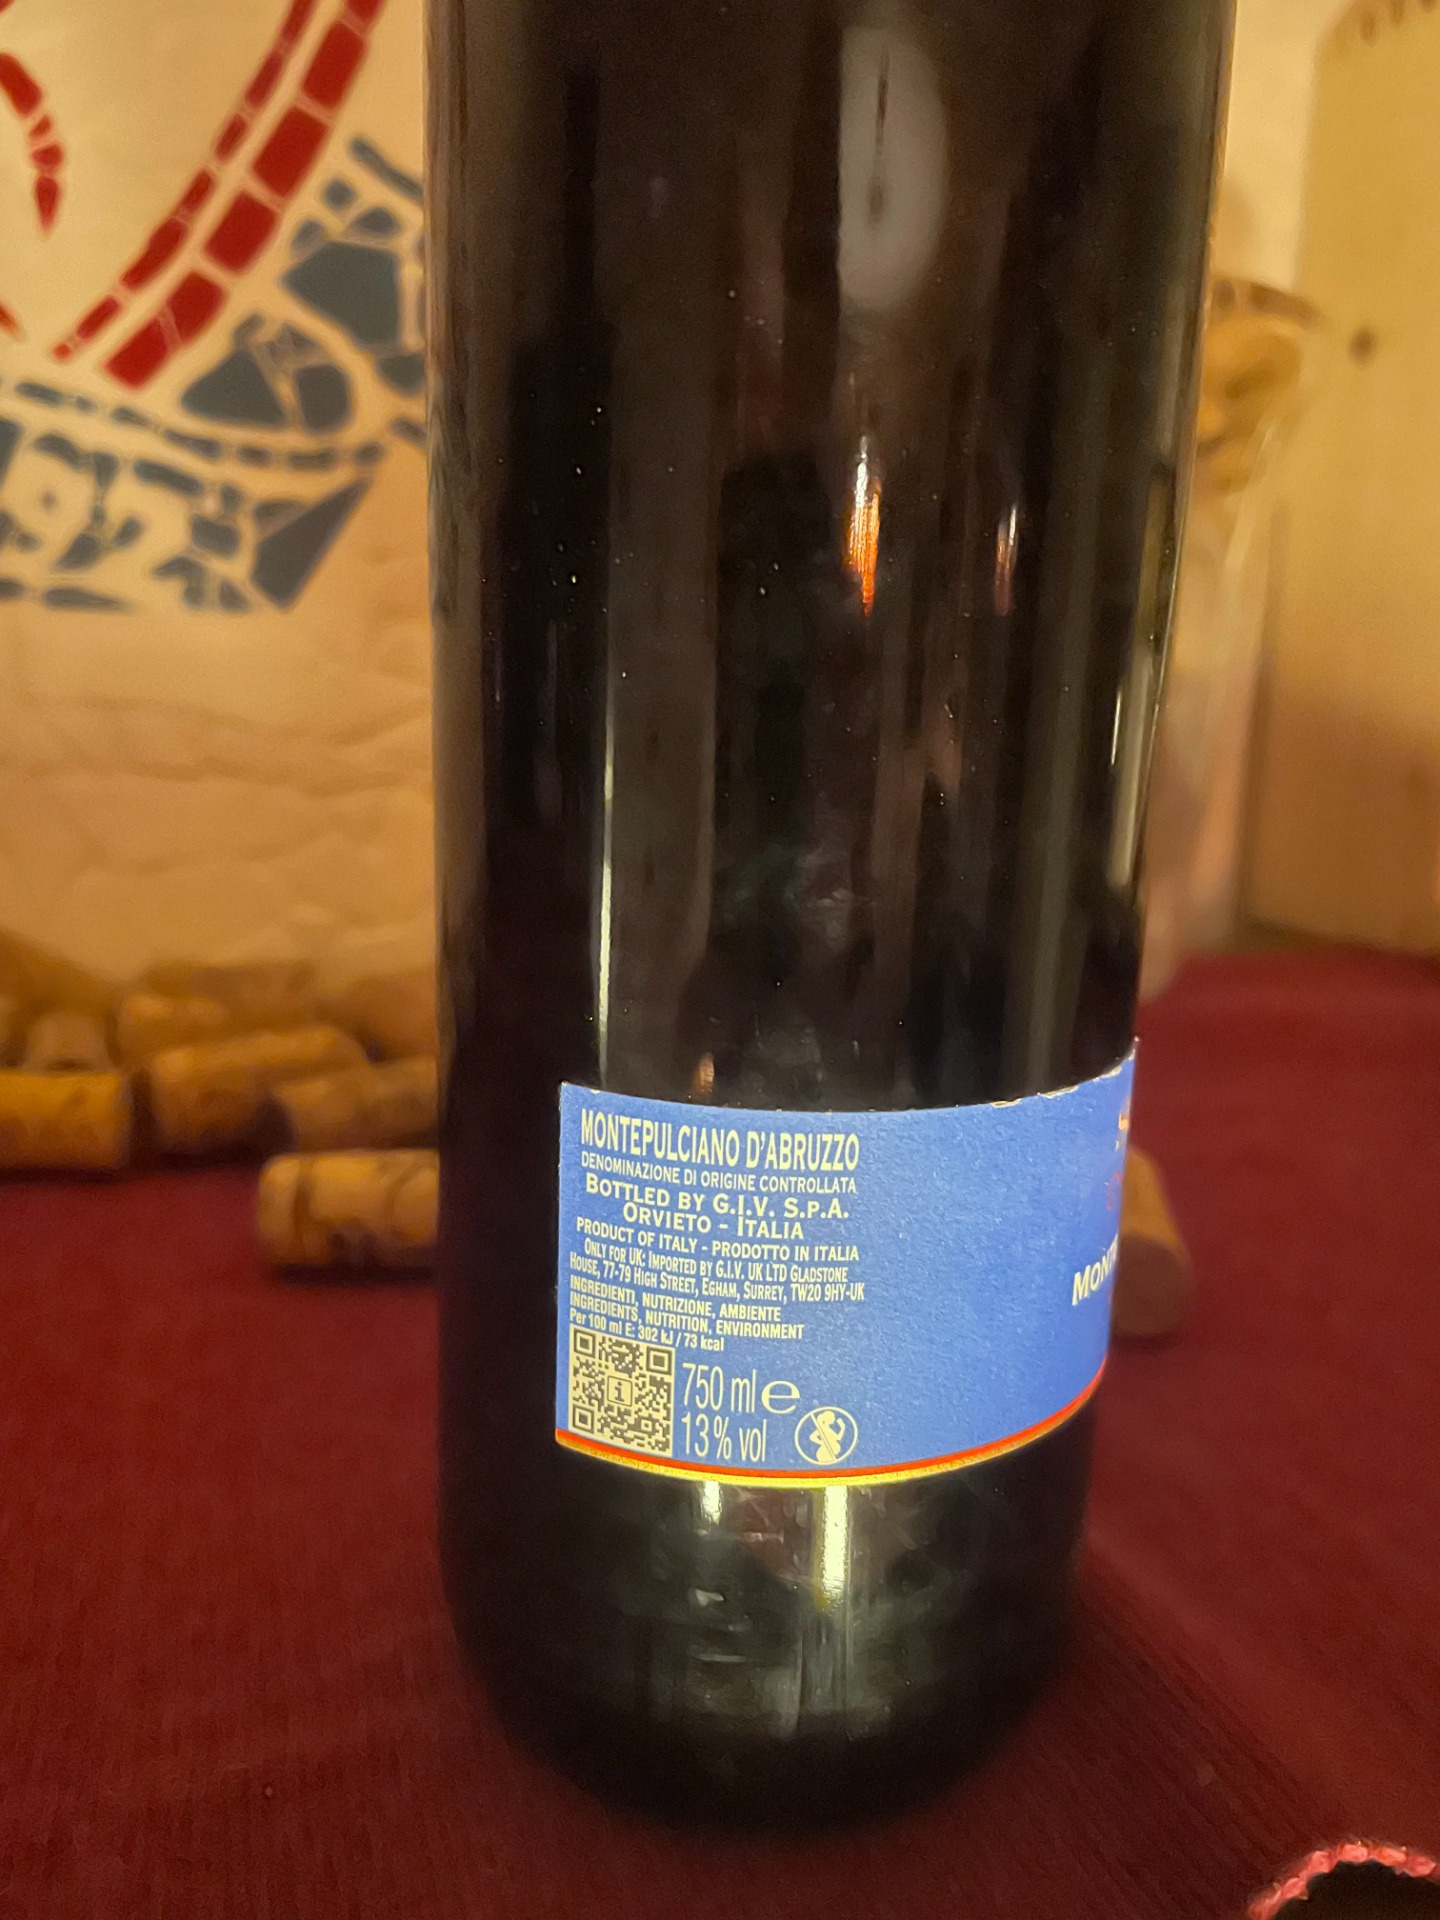 MONTEPULCIANO D'ABRUZZO
DENOMINAZIONE DI ORIGINE CONTROLLATA
BOTTLED BY G.I.V. S.P.A.
ORVIETO - ITALIA
PRODUCT OF ITALY - PRODOTTO IN ITALIA
ONLY FOR UK: IMPORTED BY G.I.V. UK LTD GLADSTONE
HOUSE, 77-79 HIGH STREET, EGHAM, SURREY, TW20 9HY-UK
INGREDIENTI, NUTRIZIONE, AMBIENTE
INGREDIENTS, NUTRITION, ENVIRONMENT
Per 100 ml E: 302 kJ / 73 kcal
i
750 ml e
13% vol